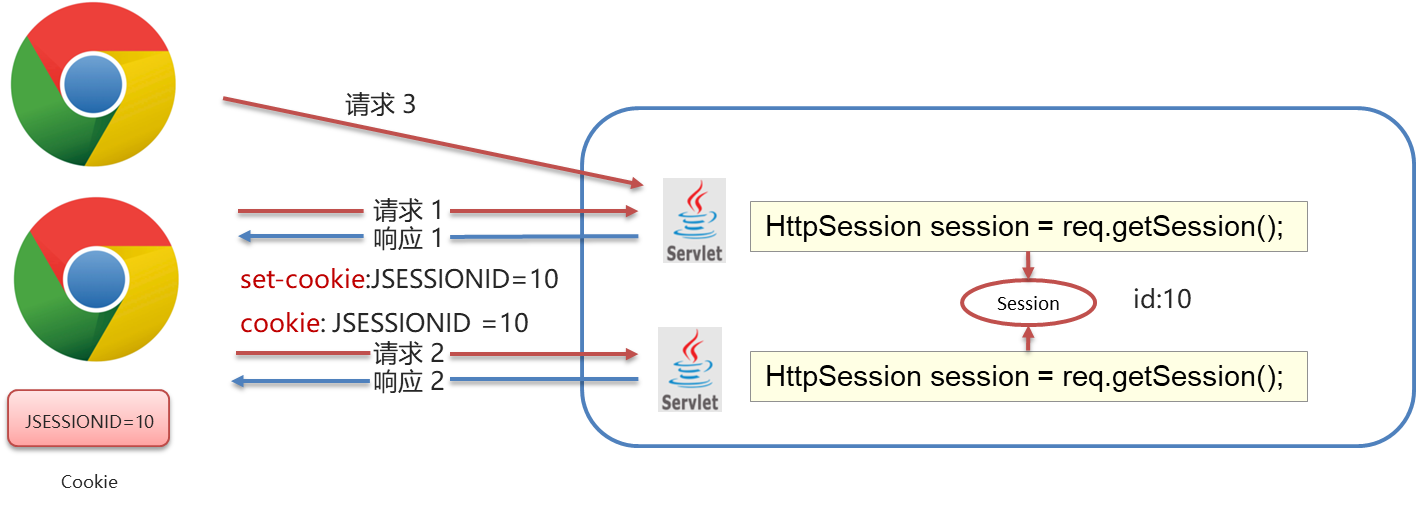 请求 3
请求 1
响应 1
Servlet
HttpSession session = req.getSession();
set-cookie:JSESSIONID=10
Session
id:10
cookie: JSESSIONID =10
请求 2
响应 2
Servlet
HttpSession session = req.getSession();
JSESSIONID=10
Cookie